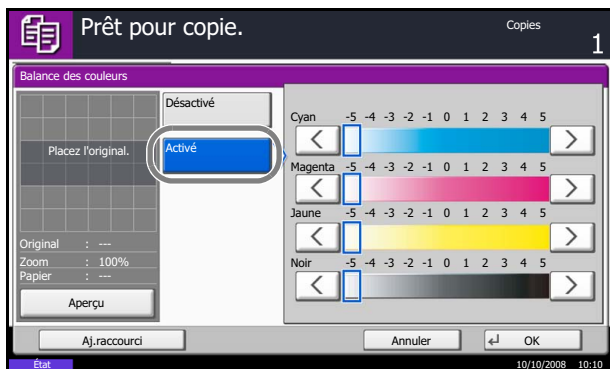 Prêt pour copie.
Copies
1
Balance des couleurs
Placez l'original.
Original : ---
Zoom : 100%
Papier : ---
Aperçu
Désactivé
Activé
Cyan -5 -4 -3 -2 -1 0 1 2 3 4 5
Magenta -5 -4 -3 -2 -1 0 1 2 3 4 5
Jaune -5 -4 -3 -2 -1 0 1 2 3 4 5
Noir -5 -4 -3 -2 -1 0 1 2 3 4 5
Aj.raccourci
Annuler
OK
État
10/10/2008 10:10